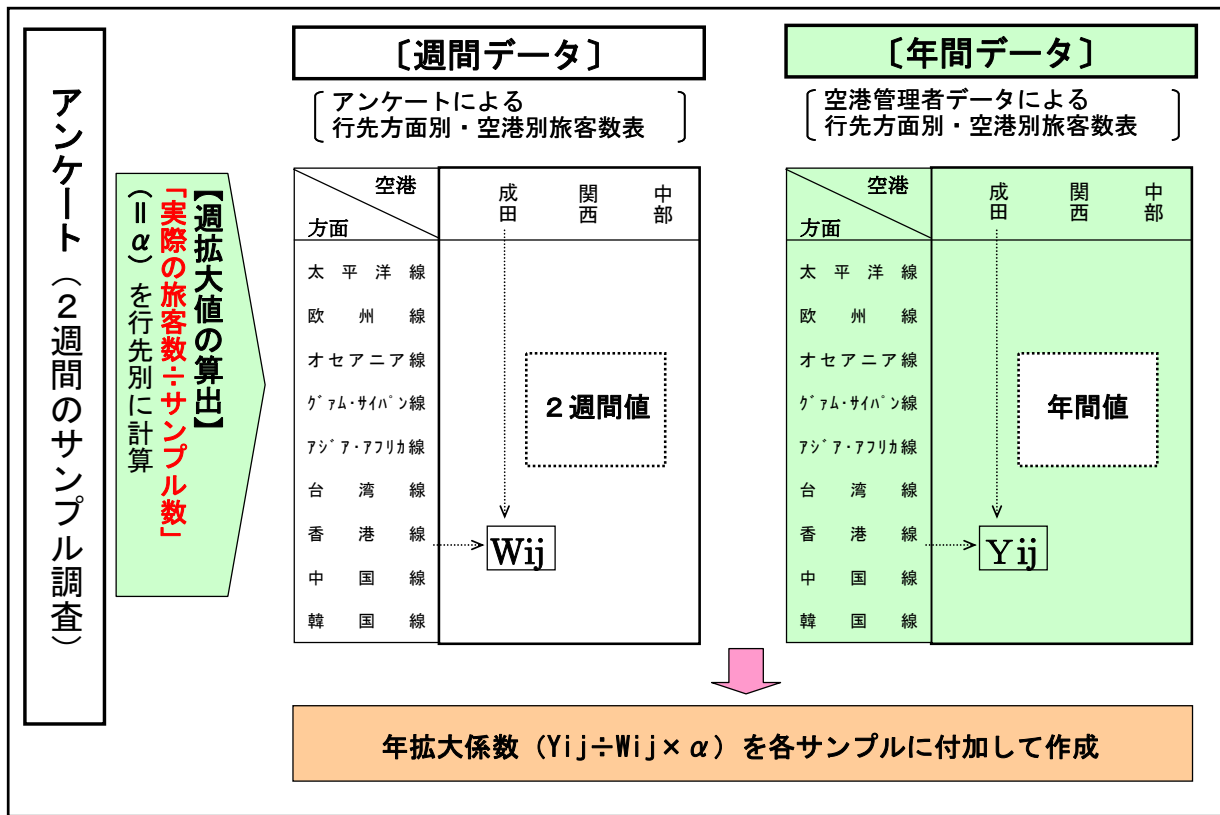 アンケート(2週間のサンプル調査)
【週拡大値の算出】
「実際の旅客数÷サンプル数」
(=α)を行先別に計算
〔週間データ〕
アンケートによる
行先方面別・空港別旅客数表
空港
方面
成田
関西
中部
太平洋線
欧州線
オセアニア線
グァム・サイパン線
アジア・アフリカ線
台湾線
香港線
中国線
韓国線
2週間値
Wij
〔年間データ〕
空港管理者データによる
行先方面別・空港別旅客数表
空港
方面
成田
関西
中部
太平洋線
欧州線
オセアニア線
グァム・サイパン線
アジア・アフリカ線
台湾線
香港線
中国線
韓国線
年間値
Yij
年拡大係数(Yij÷Wij×α)を各サンプルに付加して作成